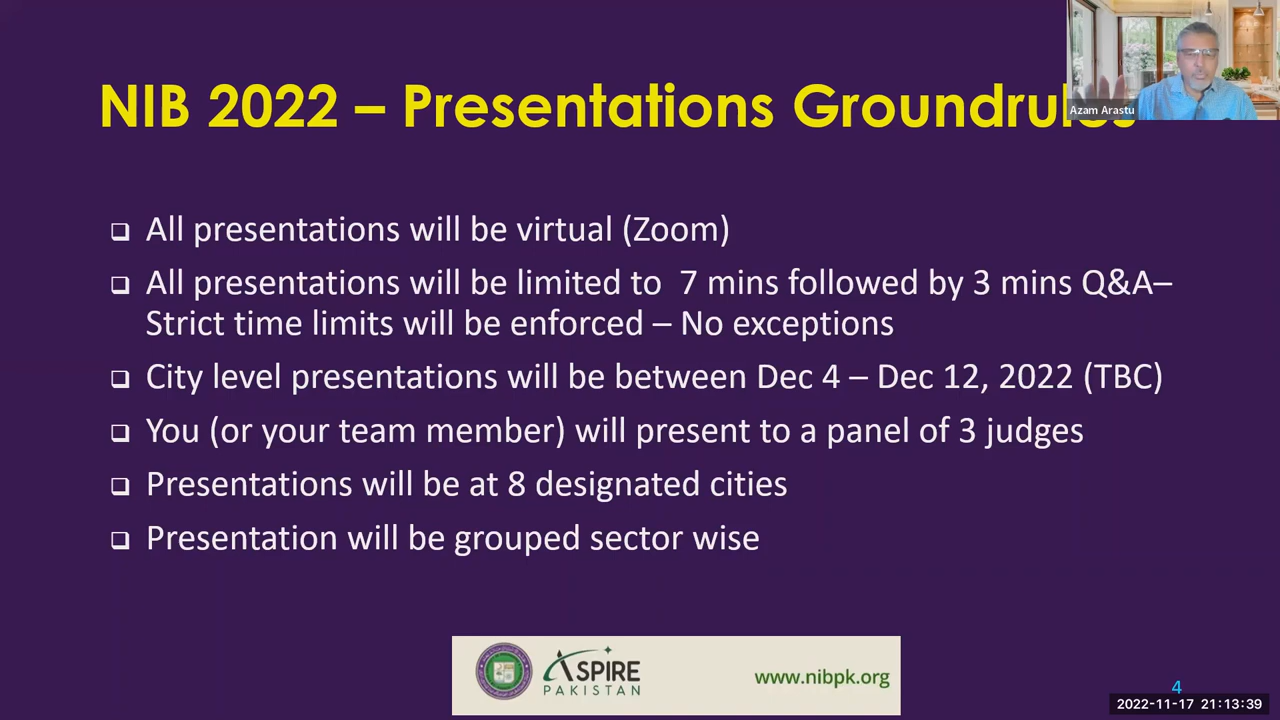 NIB 2022 – Presentations Groundrules
Azam Arastu
❑ All presentations will be virtual (Zoom)
❑ All presentations will be limited to 7 mins followed by 3 mins Q&A–
Strict time limits will be enforced – No exceptions
❑ City level presentations will be between Dec 4 – Dec 12, 2022 (TBC)
❑ You (or your team member) will present to a panel of 3 judges
❑ Presentations will be at 8 designated cities
❑ Presentation will be grouped sector wise
ASPIRE
PAKISTAN
www.nibpk.org
4
2022-11-17 21:13:39